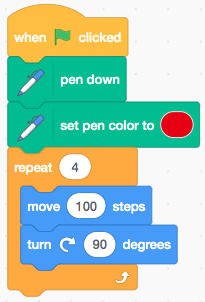 when clicked
pen down
set pen color to
repeat 4
move 100 steps
turn 90 degrees